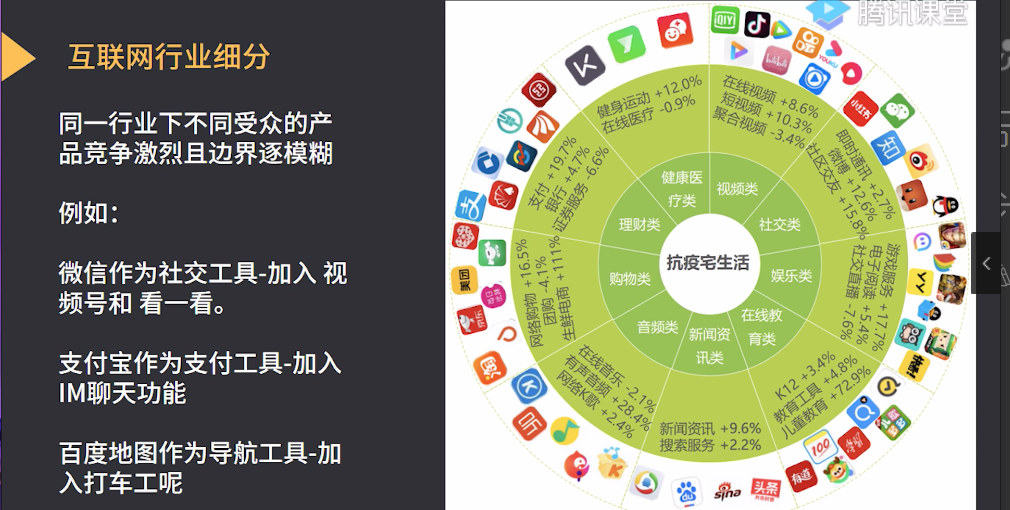 腾讯课堂
互联网行业细分
同一行业下不同受众的产
品竞争激烈且边界逐模糊
例如：
微信作为社交工具-加入 视
频号和 看一看。
支付宝作为支付工具-加入
IM聊天功能
百度地图作为导航工具-加
入打车工呢
抗疫宅生活
视频类
社交类
娱乐类
在线教
育类
新闻资
讯类
音频类
购物类
理财类
健康医
疗类
在线视频 +8.6%
短视频 +10.3%
聚合视频 -3.4%
即时通讯 +2.7%
微博 +12.6%
社区交友 +15.8%
游戏服务 +17.7%
电子阅读 +5.4%
社交直播 -7.6%
K12 +3.4%
教育工具 +4.8%
儿童教育 +72.9%
新闻资讯 +9.6%
搜索服务 +2.2%
在线音乐 -2.1%
有声音频 +28.4%
网络K歌 +2.4%
网络购物 +16.5%
团购 -4.1%
生鲜电商 +111%
支付 +19.7%
银行 +4.7%
证券服务 -6.6%
健身运动 +12.0%
在线医疗 -0.9%
iQIYI
YOUKU
小红书
知
YY
100
有道
头条
sina
du
听
美团
支